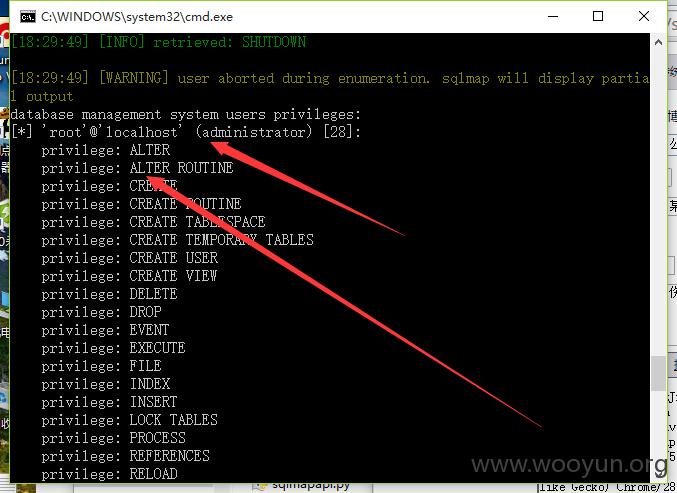 C:\WINDOWS\system32\cmd.exe
[18:29:49] [INFO] retrieved: SHUTDOWN
[18:29:49] [WARNING] user aborted during enumeration. sqlmap will display partia
l output
database management system users privileges:
[*] 'root'@'localhost' (administrator) [28]:
privilege: ALTER
privilege: ALTER ROUTINE
privilege: CREATE
privilege: CREATE ROUTINE
privilege: CREATE TABLESPACE
privilege: CREATE TEMPORARY TABLES
privilege: CREATE USER
privilege: CREATE VIEW
privilege: DELETE
privilege: DROP
privilege: EVENT
privilege: EXECUTE
privilege: FILE
privilege: INDEX
privilege: INSERT
privilege: LOCK TABLES
privilege: PROCESS
privilege: REFERENCES
privilege: RELOAD
www.wooyun.org
sqlmapapi.py
(like Gecko) Chrome/28